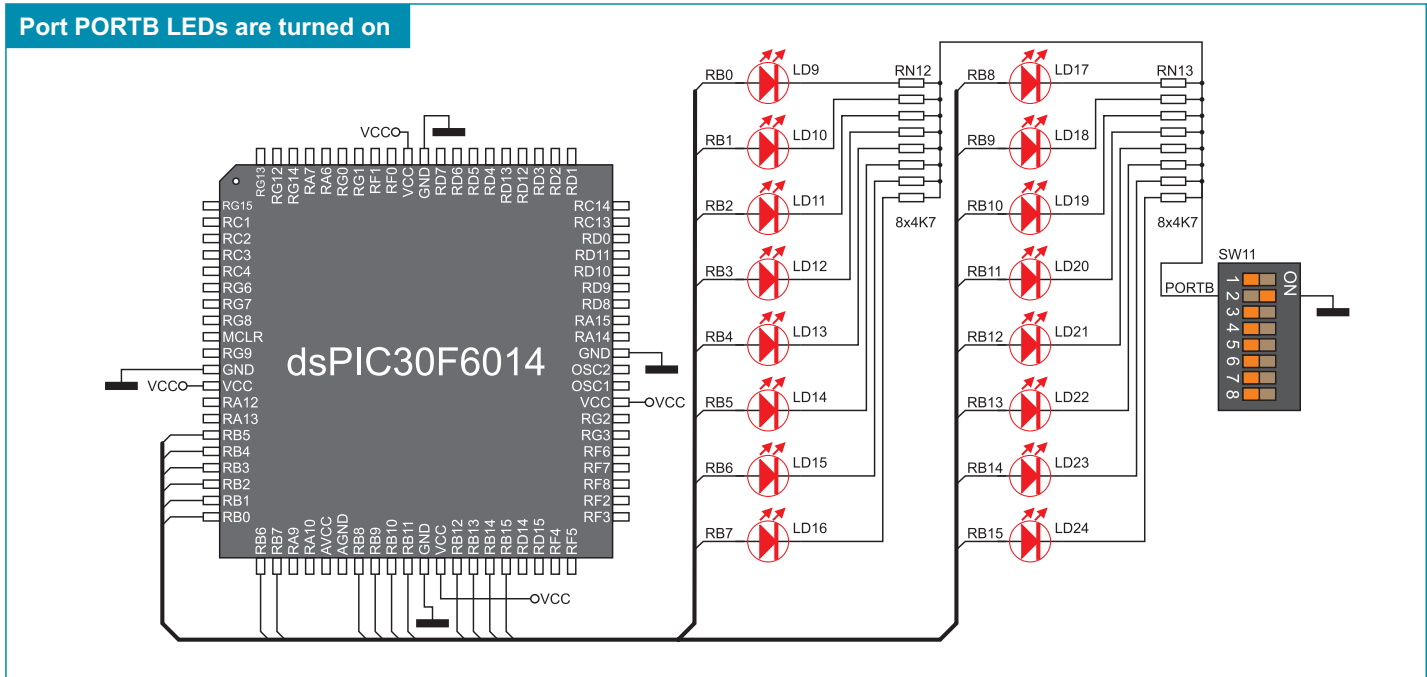 Port PORTB LEDs are turned on
VCC
RG13
RG12
RG14
RA7
RA6
RG0
RG1
RF1
RF0
VCC
GND
RD7
RD6
RD5
RD4
RD13
RD12
RD3
RD2
RD1
RG15
RC1
RC2
RC3
RC4
RG6
RG7
RG8
MCLR
RG9
GND
VCC
RA12
RA13
RB5
RB4
RB3
RB2
RB1
RB0
VCC
dsPIC30F6014
RC14
RC13
RD0
RD11
RD10
RD9
RD8
RA15
RA14
GND
OSC2
OSC1
VCC
RG2
RG3
RF6
RF7
RF8
RF2
RF3
VCC
RB6
RB7
RA9
RA10
AVCC
AGND
RB8
RB9
RB10
RB11
GND
VCC
RB12
RB13
RB14
RB15
RD14
RD15
RF4
RF5
VCC
RB0 LD9 RN12
RB1 LD10
RB2 LD11
8x4K7
RB3 LD12
RB4 LD13
RB5 LD14
RB6 LD15
RB7 LD16
RB8 LD17 RN13
RB9 LD18
RB10 LD19
8x4K7
RB11 LD20
RB12 LD21
RB13 LD22
RB14 LD23
RB15 LD24
SW11
PORTB
ON
1
2
3
4
5
6
7
8